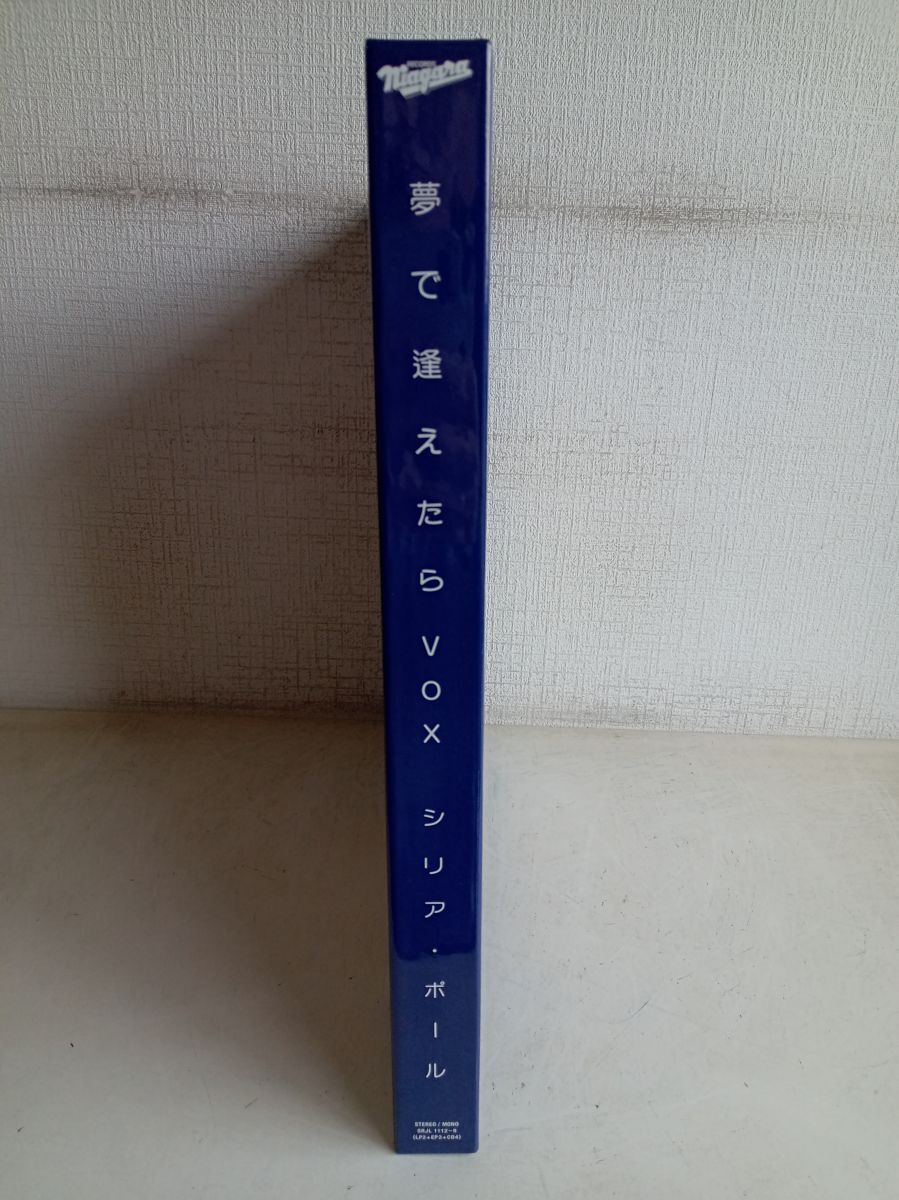 RECORDS
Niagara
夢で逢えたらVOX シリア・ポール
STEREO / MONO
SRJL 1112-8
(LP2+EP2+CD4)